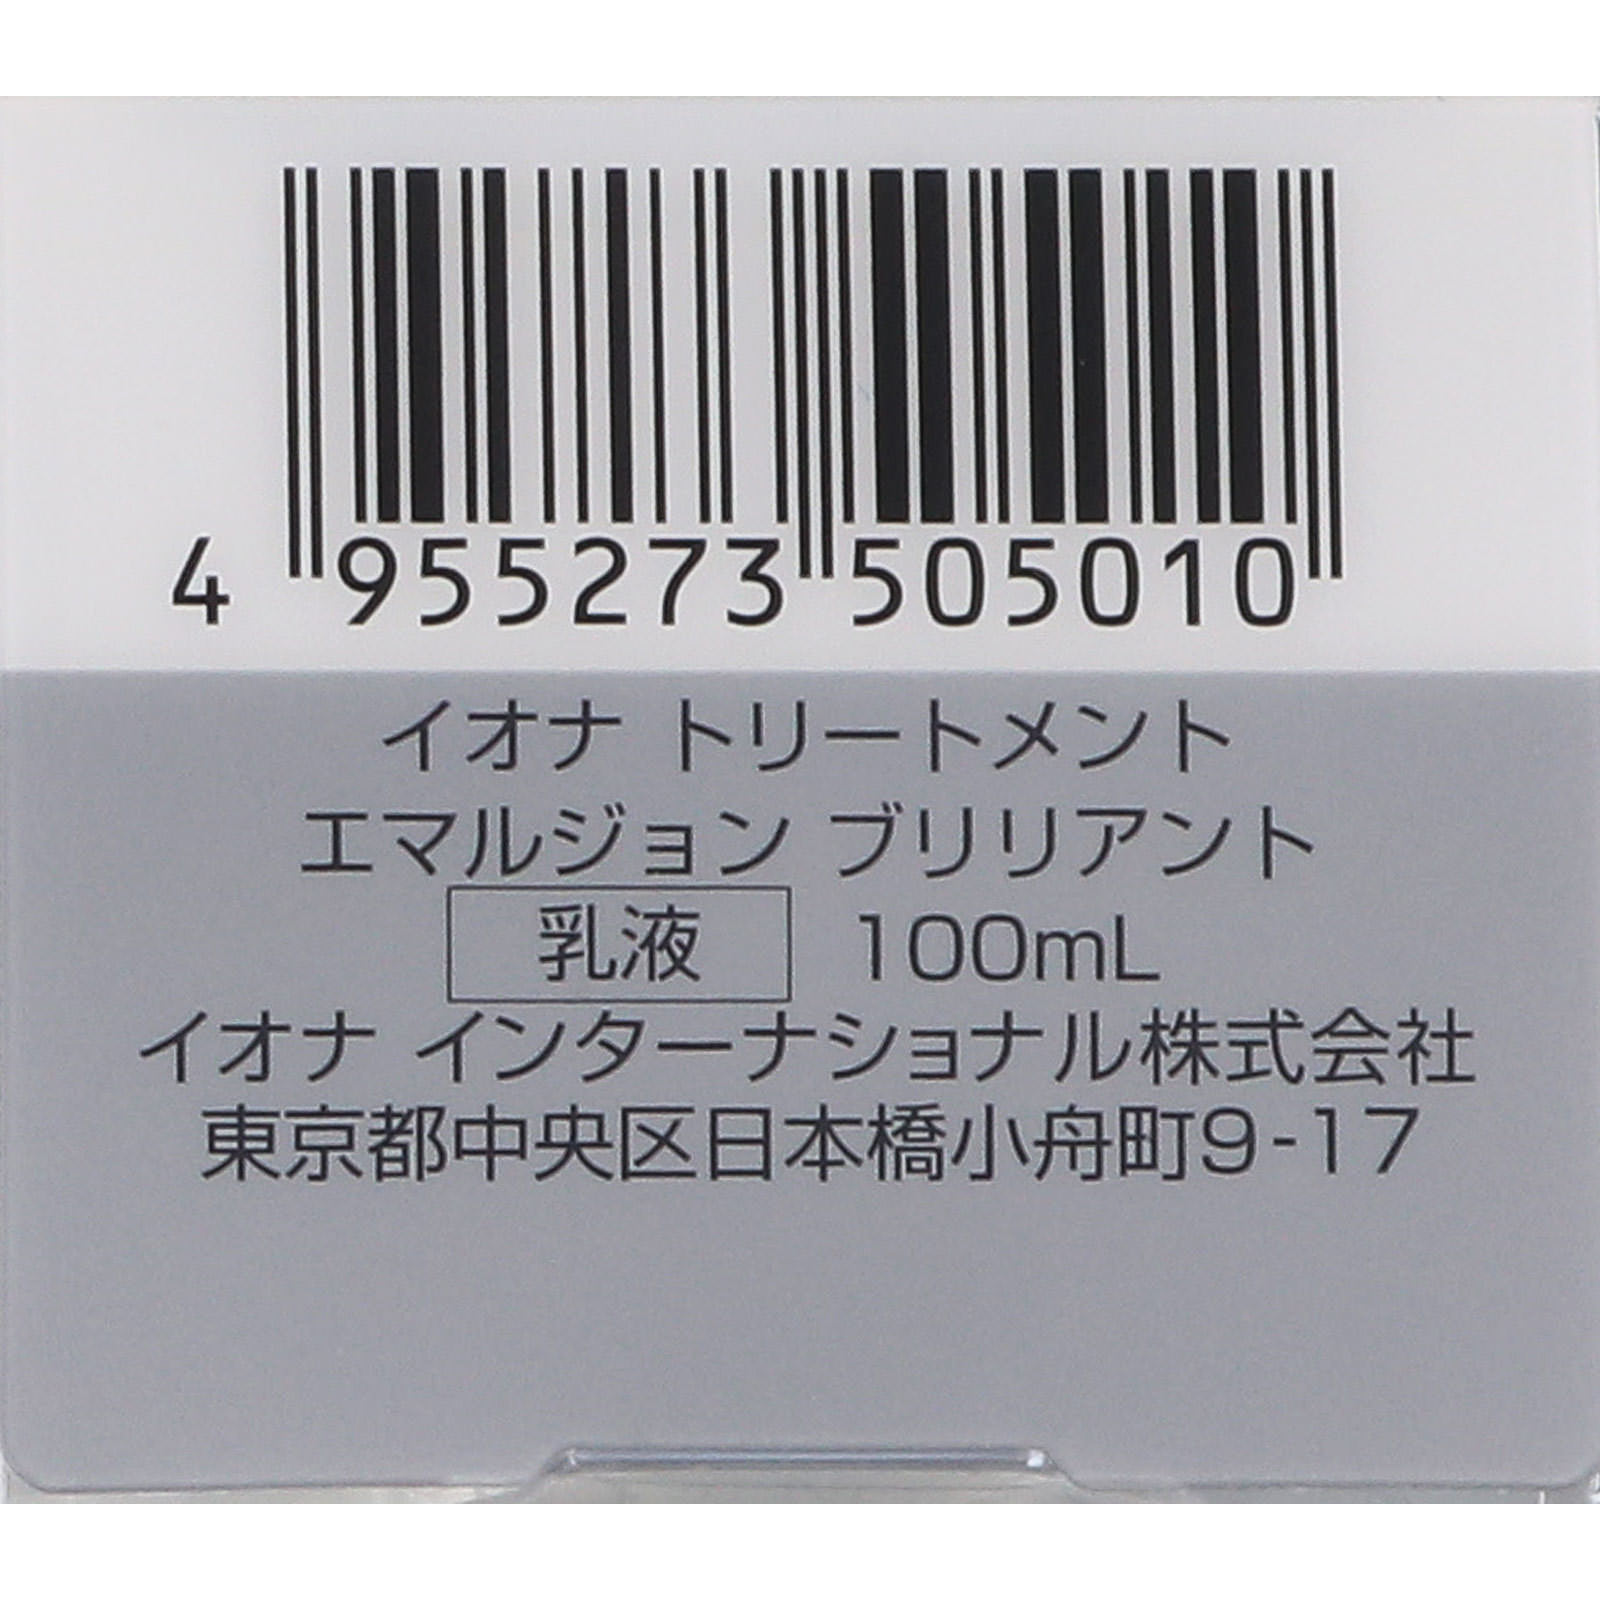 4 955273 505010
イオナ トリートメント
エマルジョン ブリリアント
乳液 100mL
イオナ インターナショナル株式会社
東京都中央区日本橋小舟町9-17